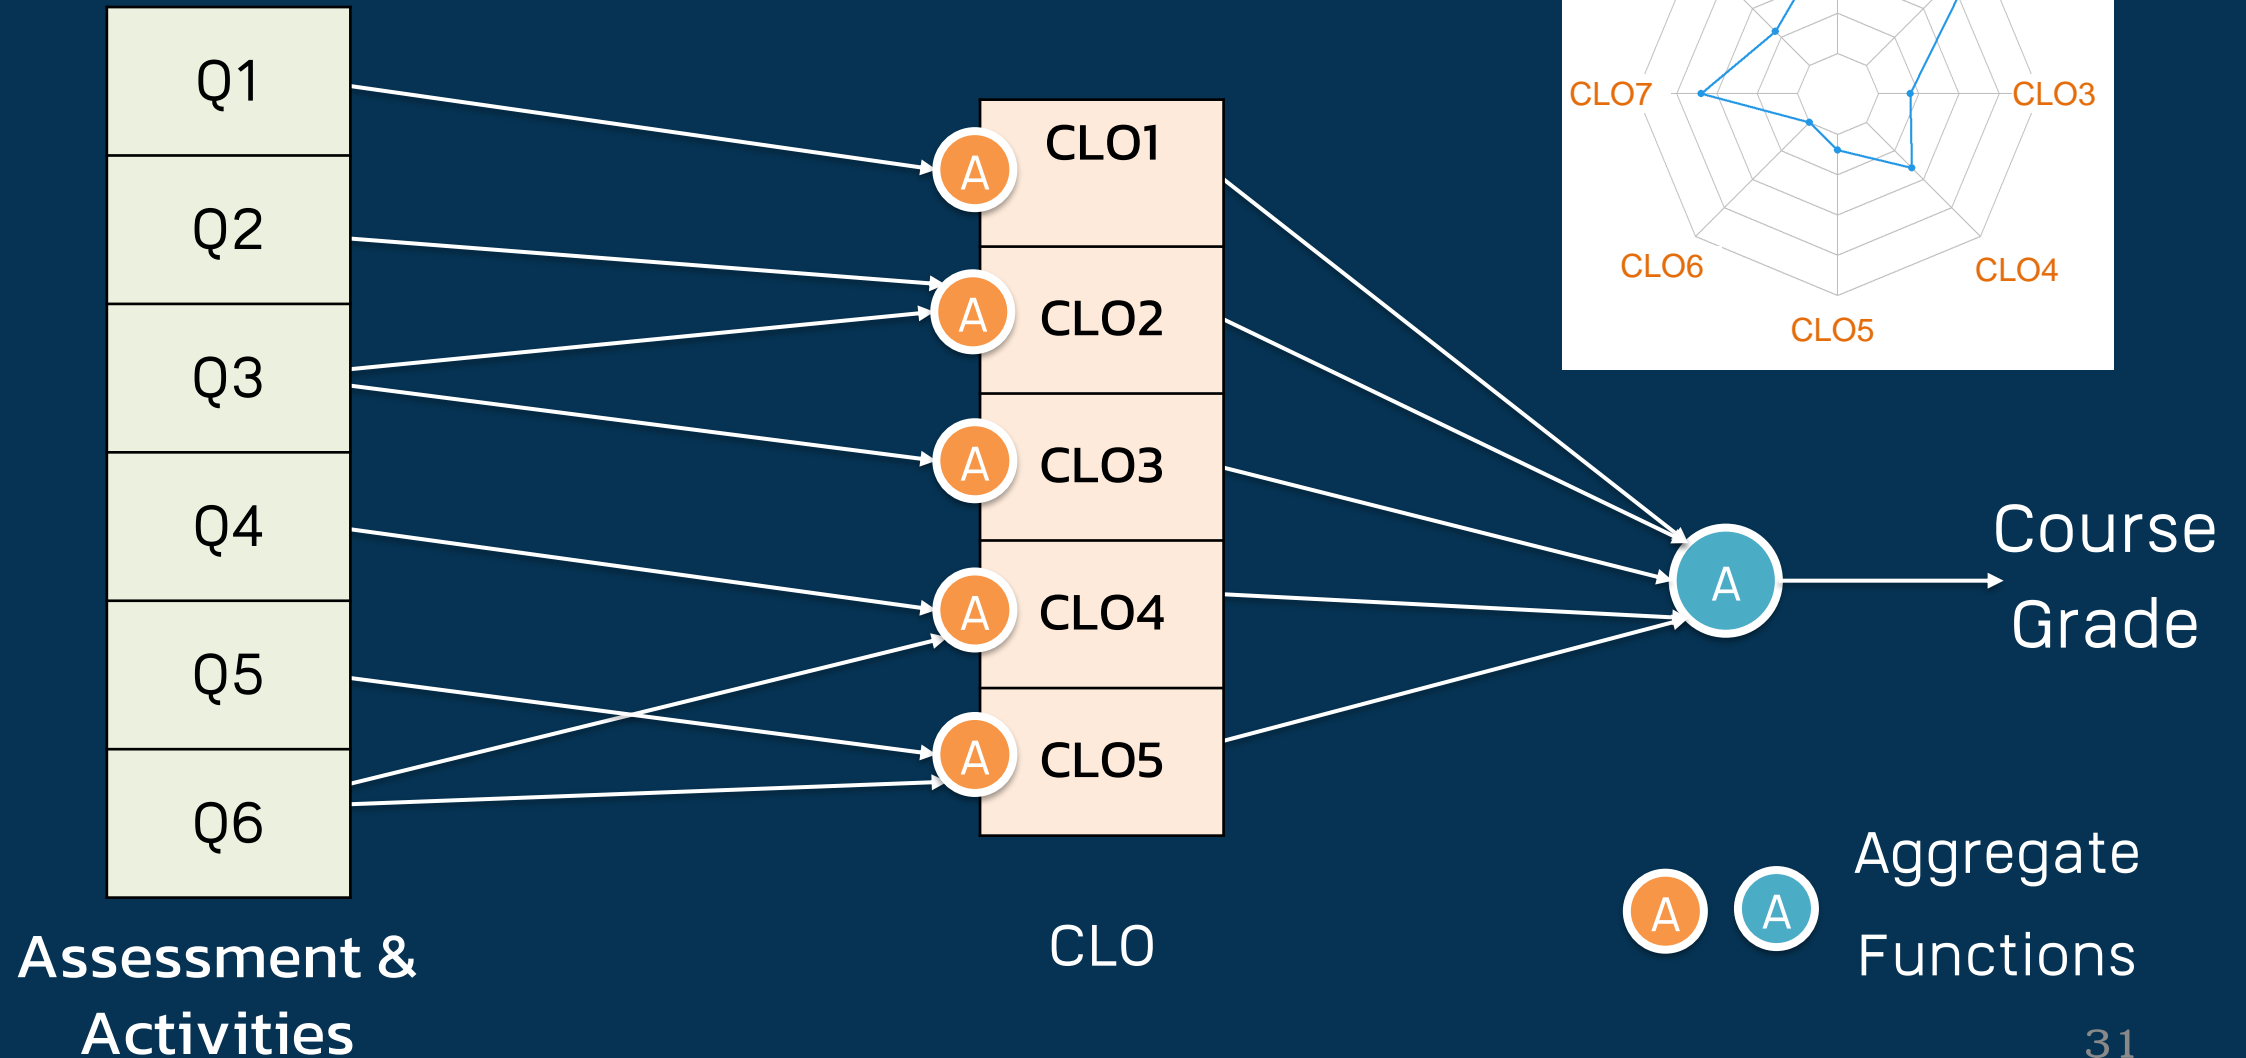 Q1
Q2
Q3
Q4
Q5
Q6
Assessment &
Activities
A
A
A
A
A
CLO1
CLO2
CLO3
CLO4
CLO5
CLO
CLO7
CLO3
CLO6
CLO4
CLO5
A
Course
Grade
A
A
Aggregate
Functions
31